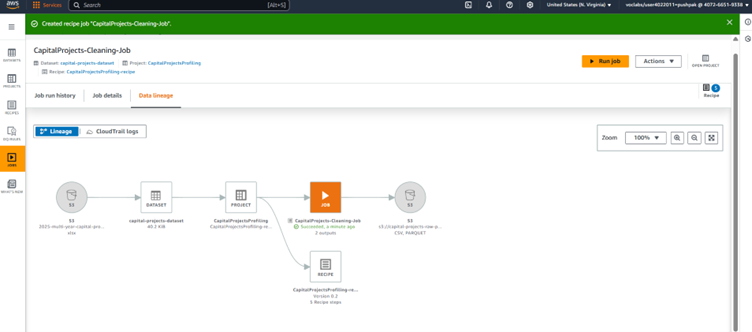 aws
Services
Search
[Alt+S]
United States (N. Virginia)
voclabs/user4022011=pushpak @ 4072-6651-9338
Created recipe job "CapitalProjects-Cleaning-Job".
CapitalProjects-Cleaning-Job
Dataset: capital-projects-dataset
Project: CapitalProjectsProfiling
Recipe: CapitalProjectsProfiling-recipe
Run job
Actions
OPEN PROJECT
Job run history
Job details
Data lineage
5
Recipe
DATASETS
PROJECTS
RECIPES
DQ RULES
JOBS
WHAT'S NEW
Lineage
CloudTrail logs
Zoom
100%
S3
DATASET
PROJECT
JOB
S3
S3
2025-multi-year-capital-pro...
xlsx
capital-projects-dataset
40.2 KiB
CapitalProjectsProfiling
CapitalProjectsProfiling-re...
CapitalProjects-Cleaning-Job
Succeeded, a minute ago
2 outputs
S3
s3://capital-projects-raw-p...
CSV, PARQUET
RECIPE
CapitalProjectsProfiling-re...
Version 0.2
5 Recipe steps